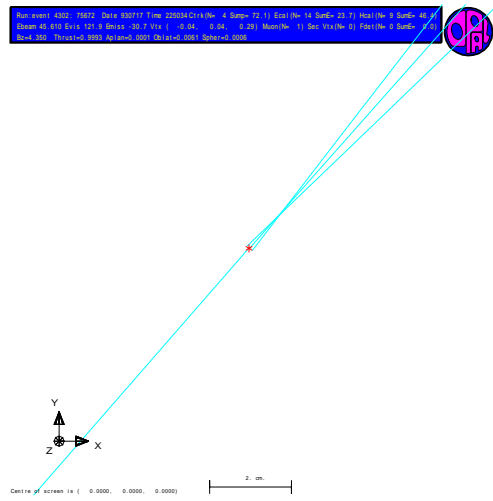 Run:event 4302: 75672 Date 930717 Time 225034 Ctrk(N= 4 Sump= 72.1) Ecal(N= 14 SumE= 23.7) Hcal(N= 9 SumE= 46.4)
Ebeam 45.610 Evis 121.9 Emiss -30.7 Vtx ( -0.04, 0.04, 0.29) Muon(N= 1) Sec Vtx(N= 0) Fdet(N= 0 SumE= 0.0)
Bz=4.350 Thrust=0.9993 Aplan=0.0001 Oblat=0.0061 Spher=0.0006
OPAL
Y
X
Z
2. cm.
Centre of screen is ( 0.0000, 0.0000, 0.0000)